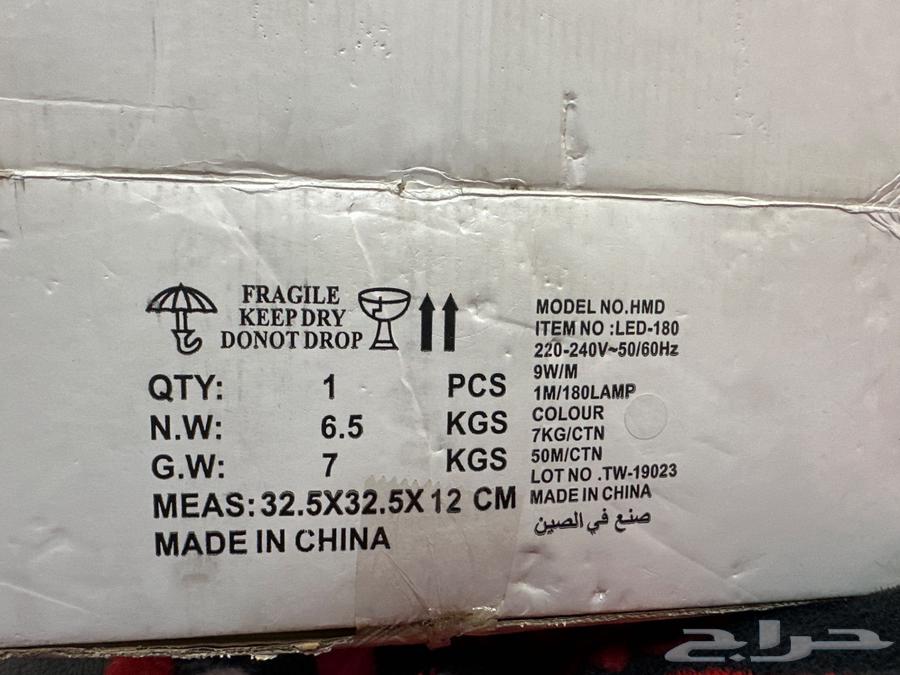 FRAGILE
KEEP DRY
DONOT DROP
QTY: 1 PCS
N.W: 6.5 KGS
G.W: 7 KGS
MEAS: 32.5X32.5X 12 CM
MADE IN CHINA
MODEL NO.HMD
ITEM NO :LED-180
220-240V~50/60Hz
9W/M
1M/180LAMP
COLOUR
7KG/CTN
50M/CTN
LOT NO .TW-19023
MADE IN CHINA
صنع في الصين
حراج